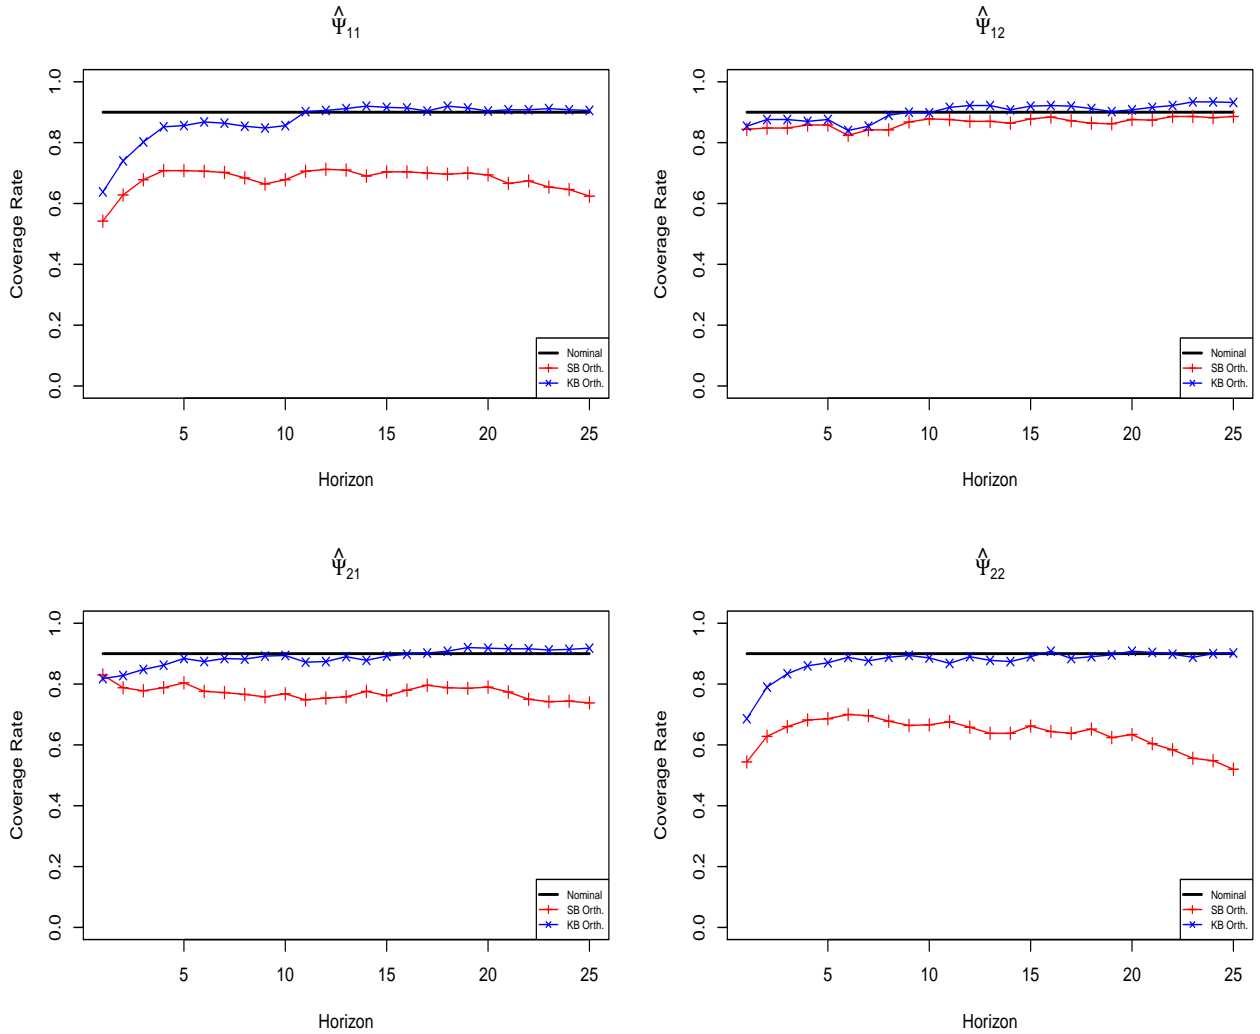 Ψ̂11
Coverage Rate
1.0
0.8
0.6
0.4
0.2
0.0
Nominal
SB Orth.
KB Orth.
5 10 15 20 25
Horizon
Ψ̂12
Coverage Rate
1.0
0.8
0.6
0.4
0.2
0.0
Nominal
SB Orth.
KB Orth.
5 10 15 20 25
Horizon
Ψ̂21
Coverage Rate
1.0
0.8
0.6
0.4
0.2
0.0
Nominal
SB Orth.
KB Orth.
5 10 15 20 25
Horizon
Ψ̂22
Coverage Rate
1.0
0.8
0.6
0.4
0.2
0.0
Nominal
SB Orth.
KB Orth.
5 10 15 20 25
Horizon